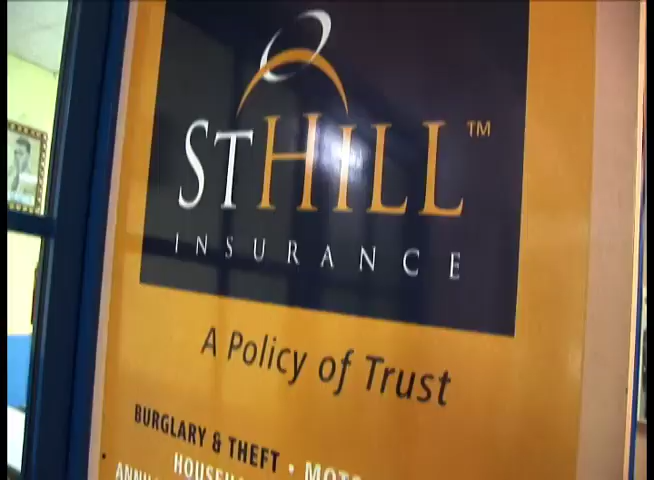 STHILL™
INSURANCE
A Policy of Trust
BURGLARY & THEFT •